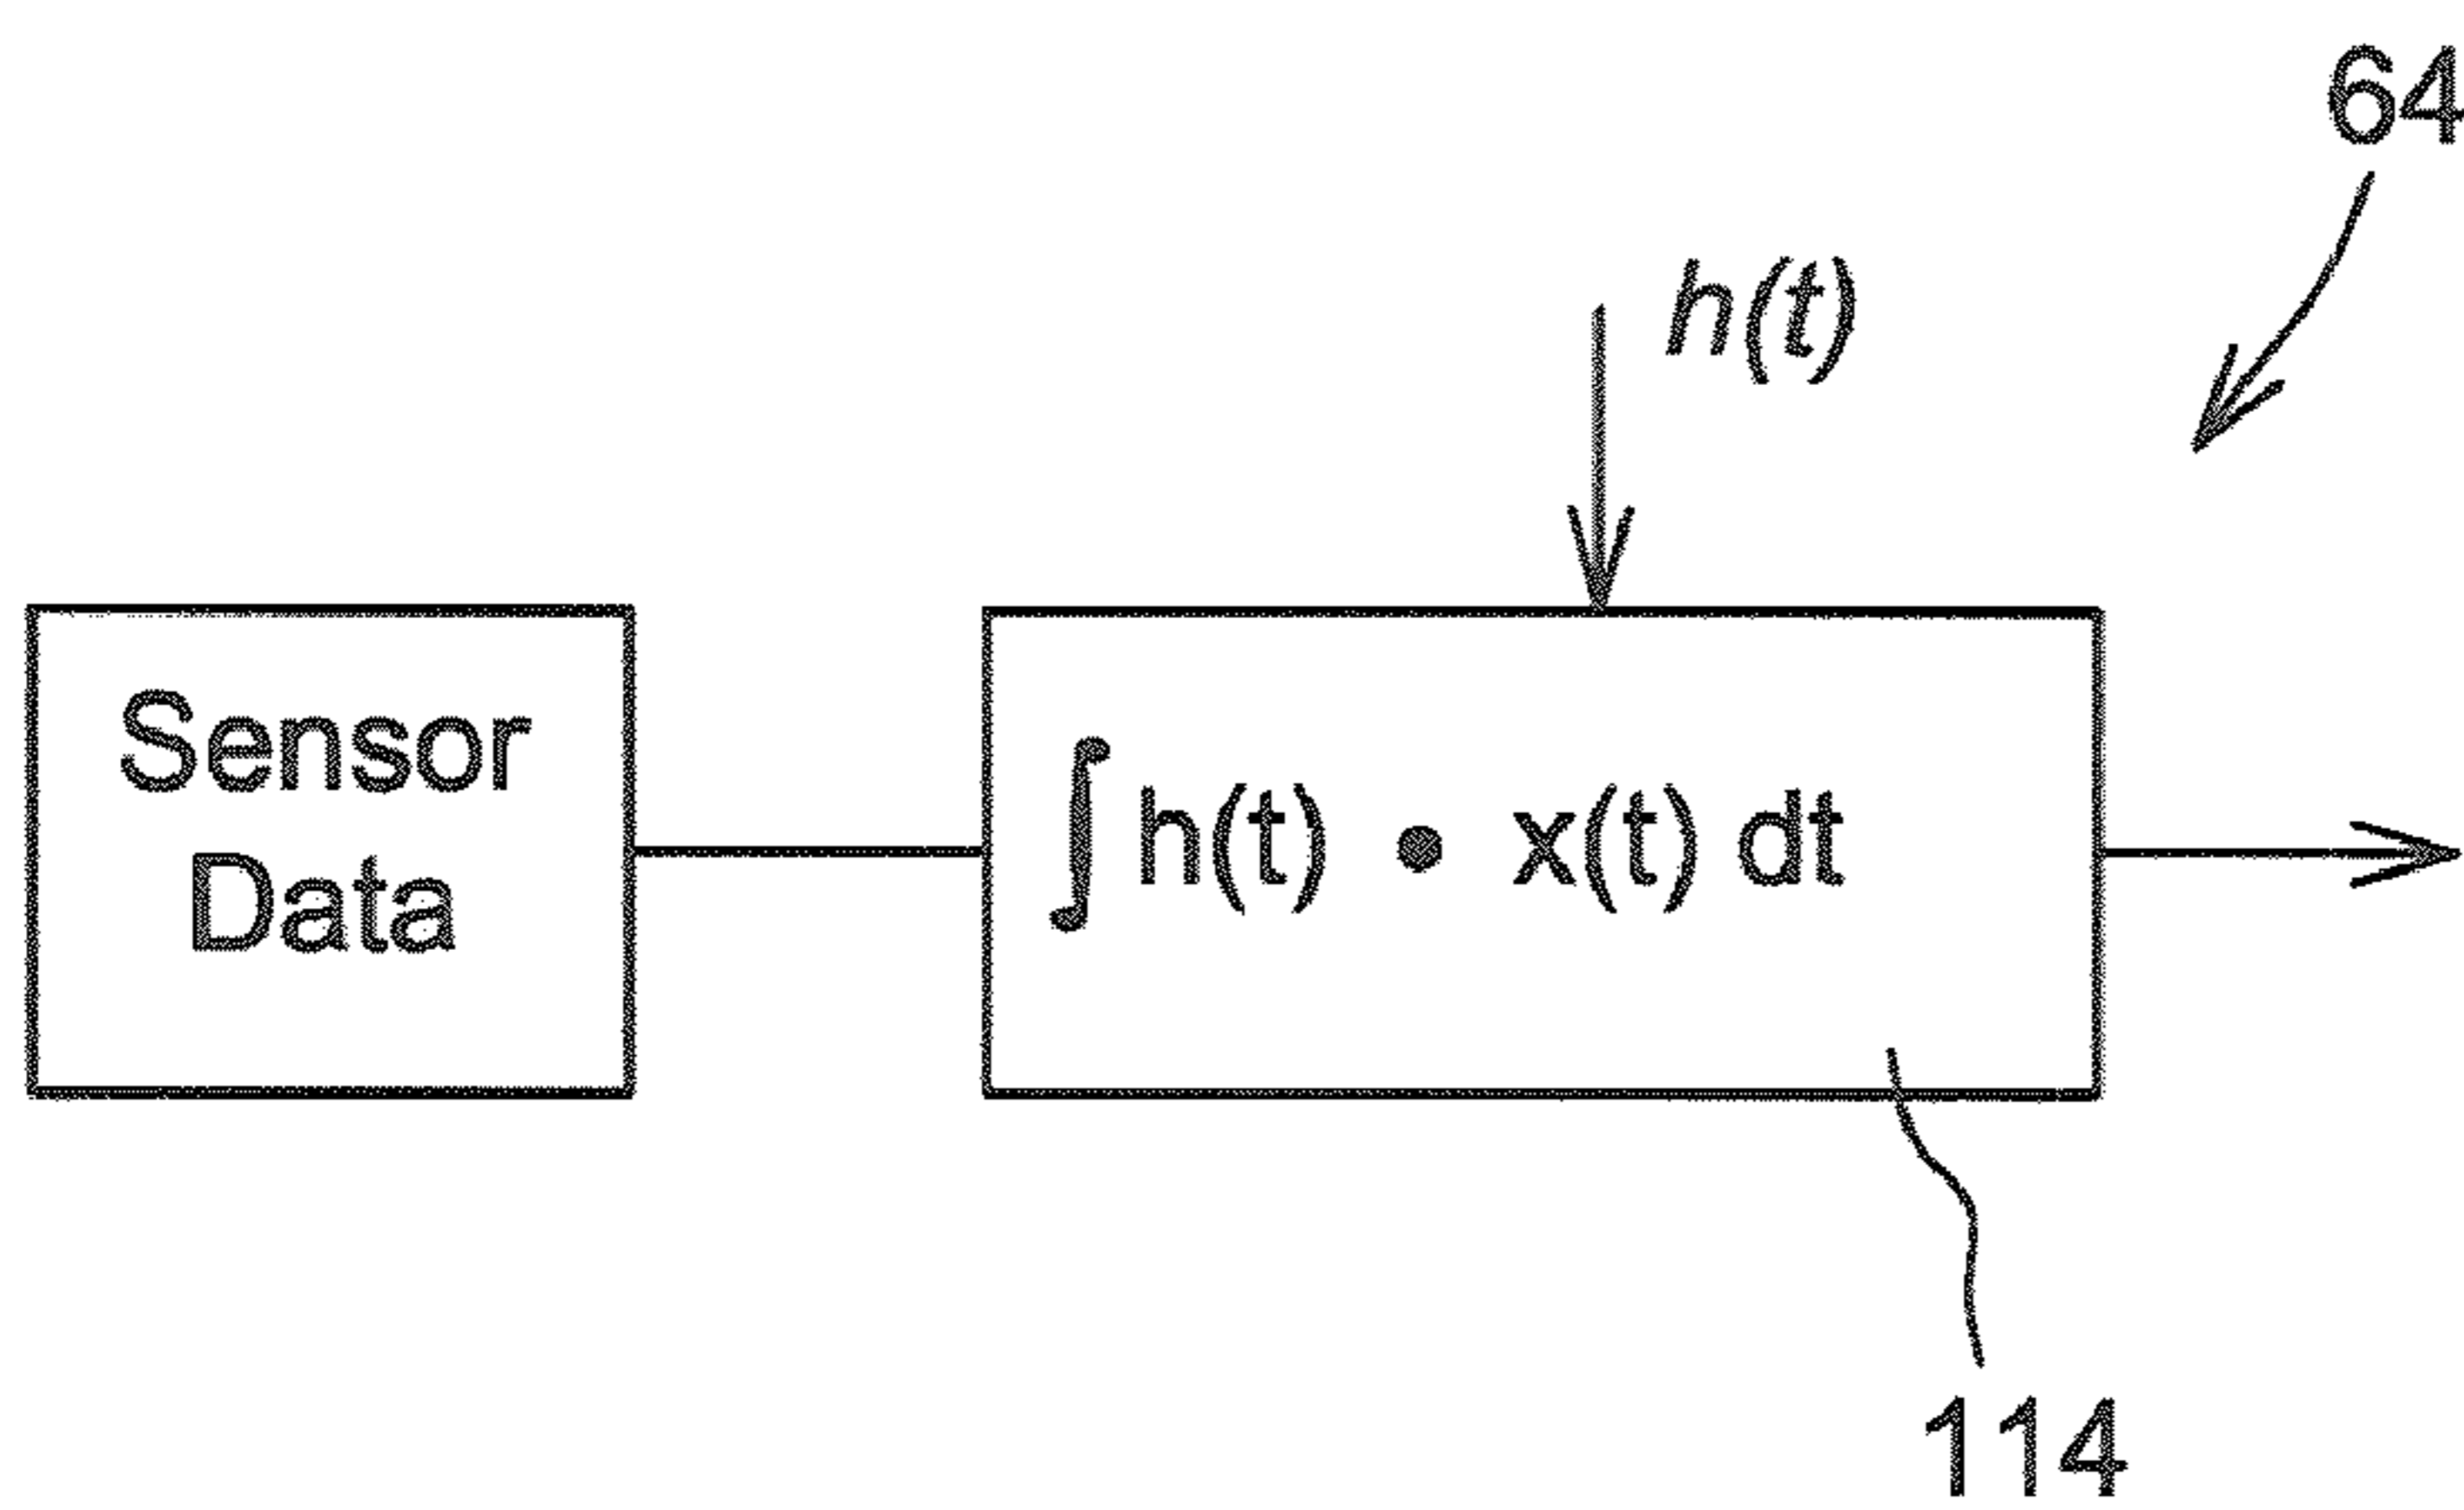 64
h(t)
Sensor
Data
∫ h(t) • x(t) dt
114